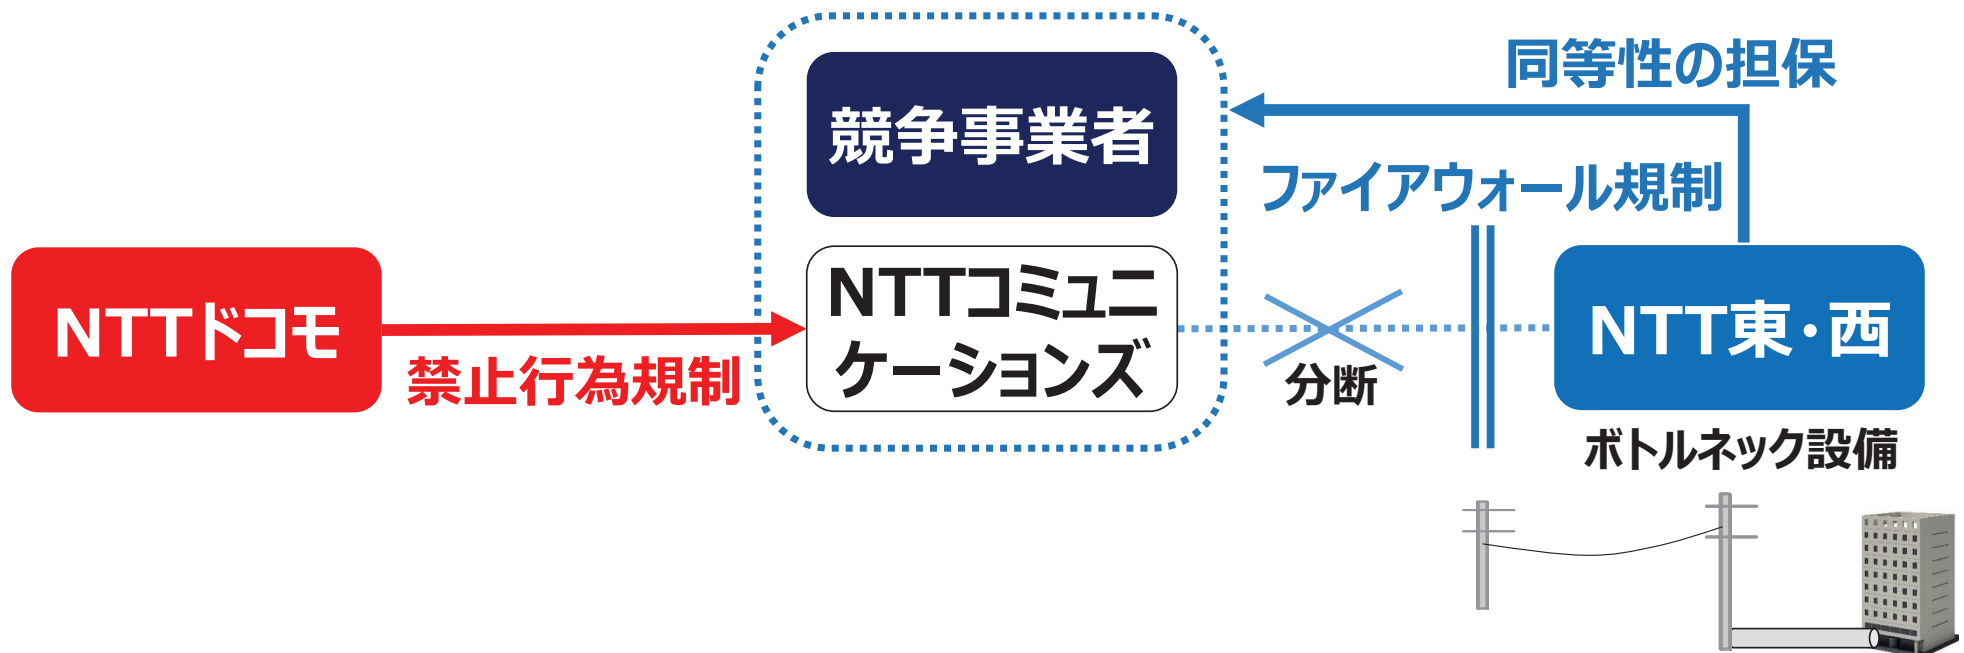 同等性の担保
競争事業者
ファイアウォール規制
NTTドコモ
禁止行為規制
NTTコミュニ
ケーションズ
分断
NTT東・西
ボトルネック設備